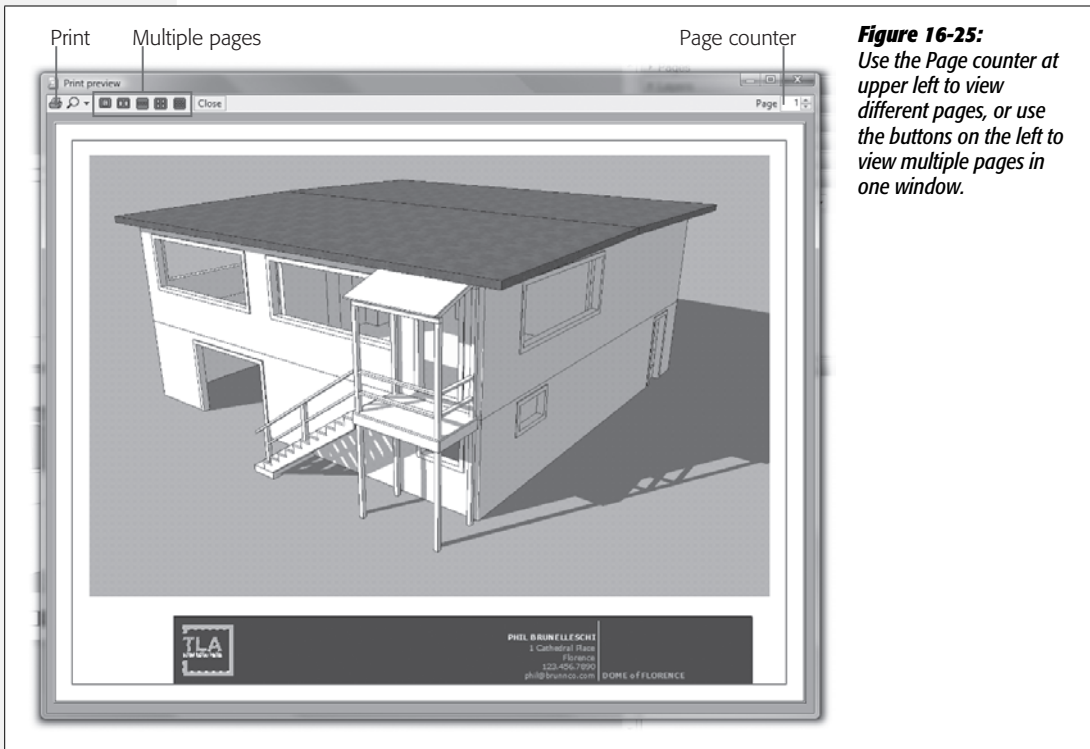 Print
Multiple pages
Page counter
Figure 16-25:
Use the Page counter at
upper left to view
different pages, or use
the buttons on the left to
view multiple pages in
one window.
Pages
Layers
Print preview
Close
Page 1
TLA
PHIL BRUNELLESCHI
1 Cathedral Place
Florence
123.456.7890
phil@brunnco.com
DOME of FLORENCE